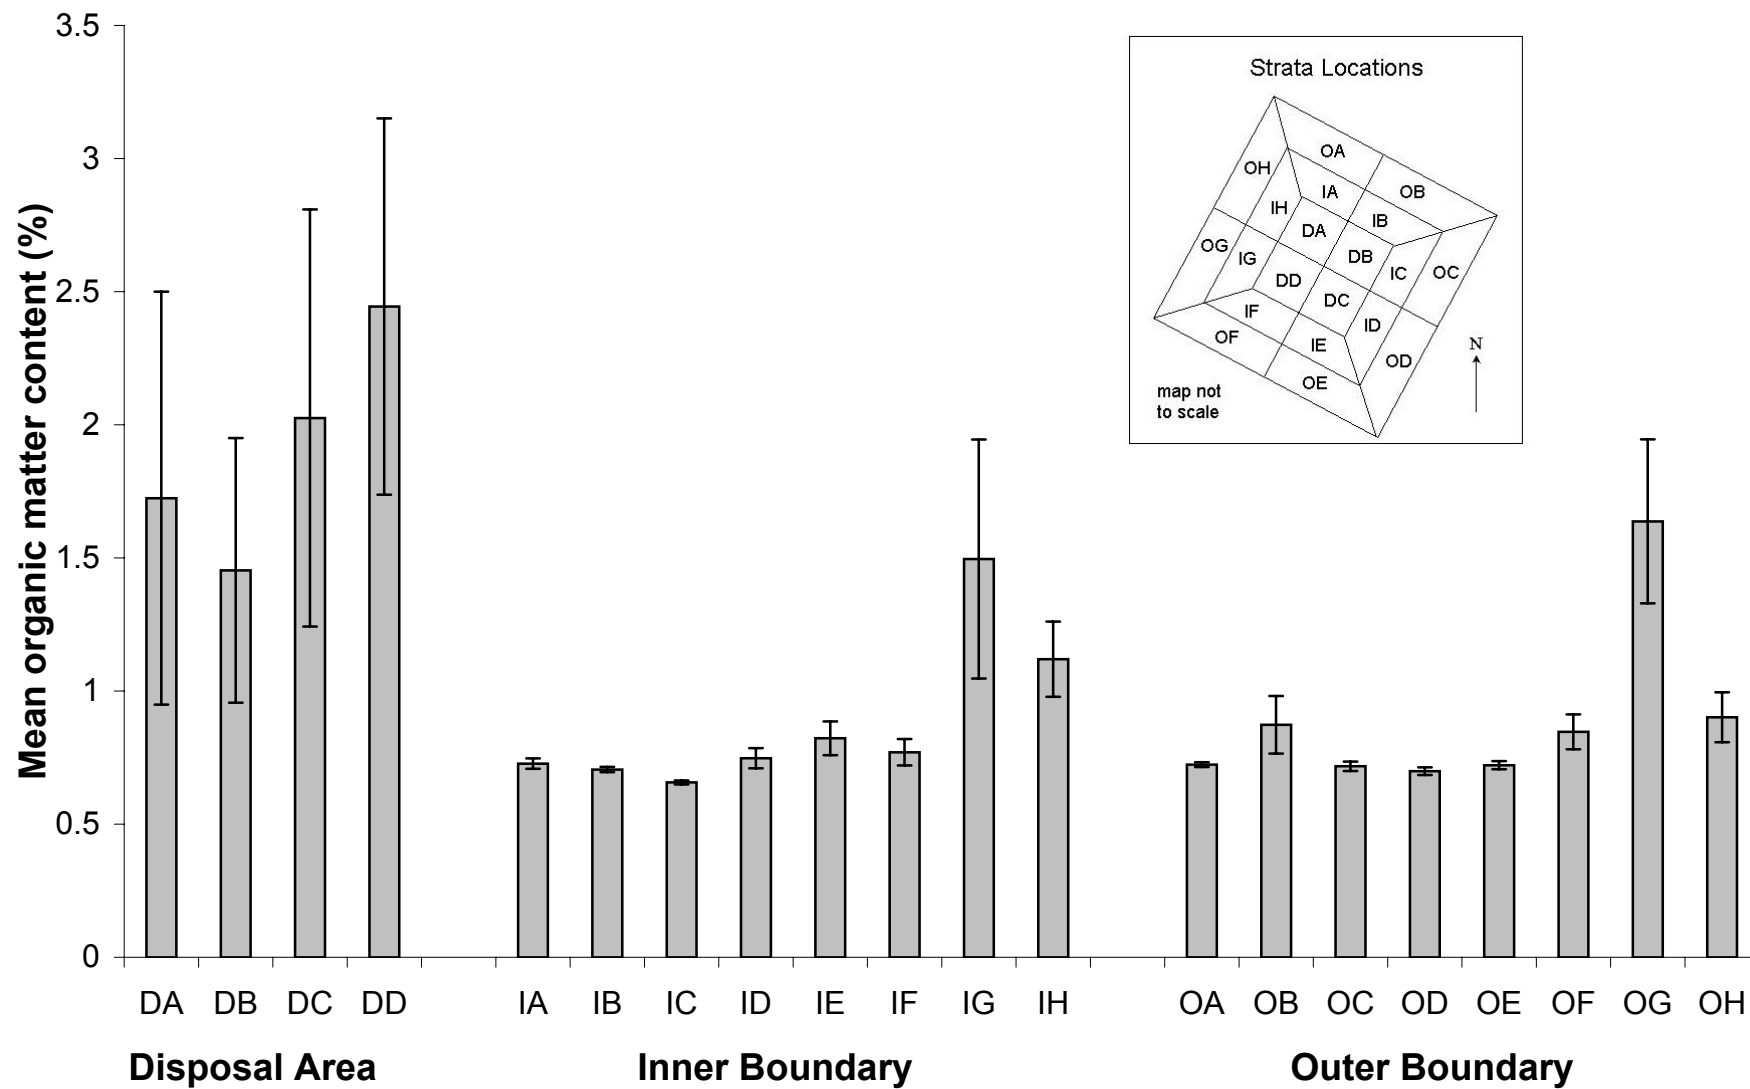 Mean organic matter content (%)
3.5
3
2.5
2
1.5
1
0.5
0
DA DB DC DD IA IB IC ID IE IF IG IH OA OB OC OD OE OF OG OH
Disposal Area Inner Boundary Outer Boundary
Strata Locations
OA
OH
IA
OB
IH
IB
DA
OG
DB
IG
IC
OC
DD
DC
IF
ID
OF
IE
N
OD
OE
map not
to scale